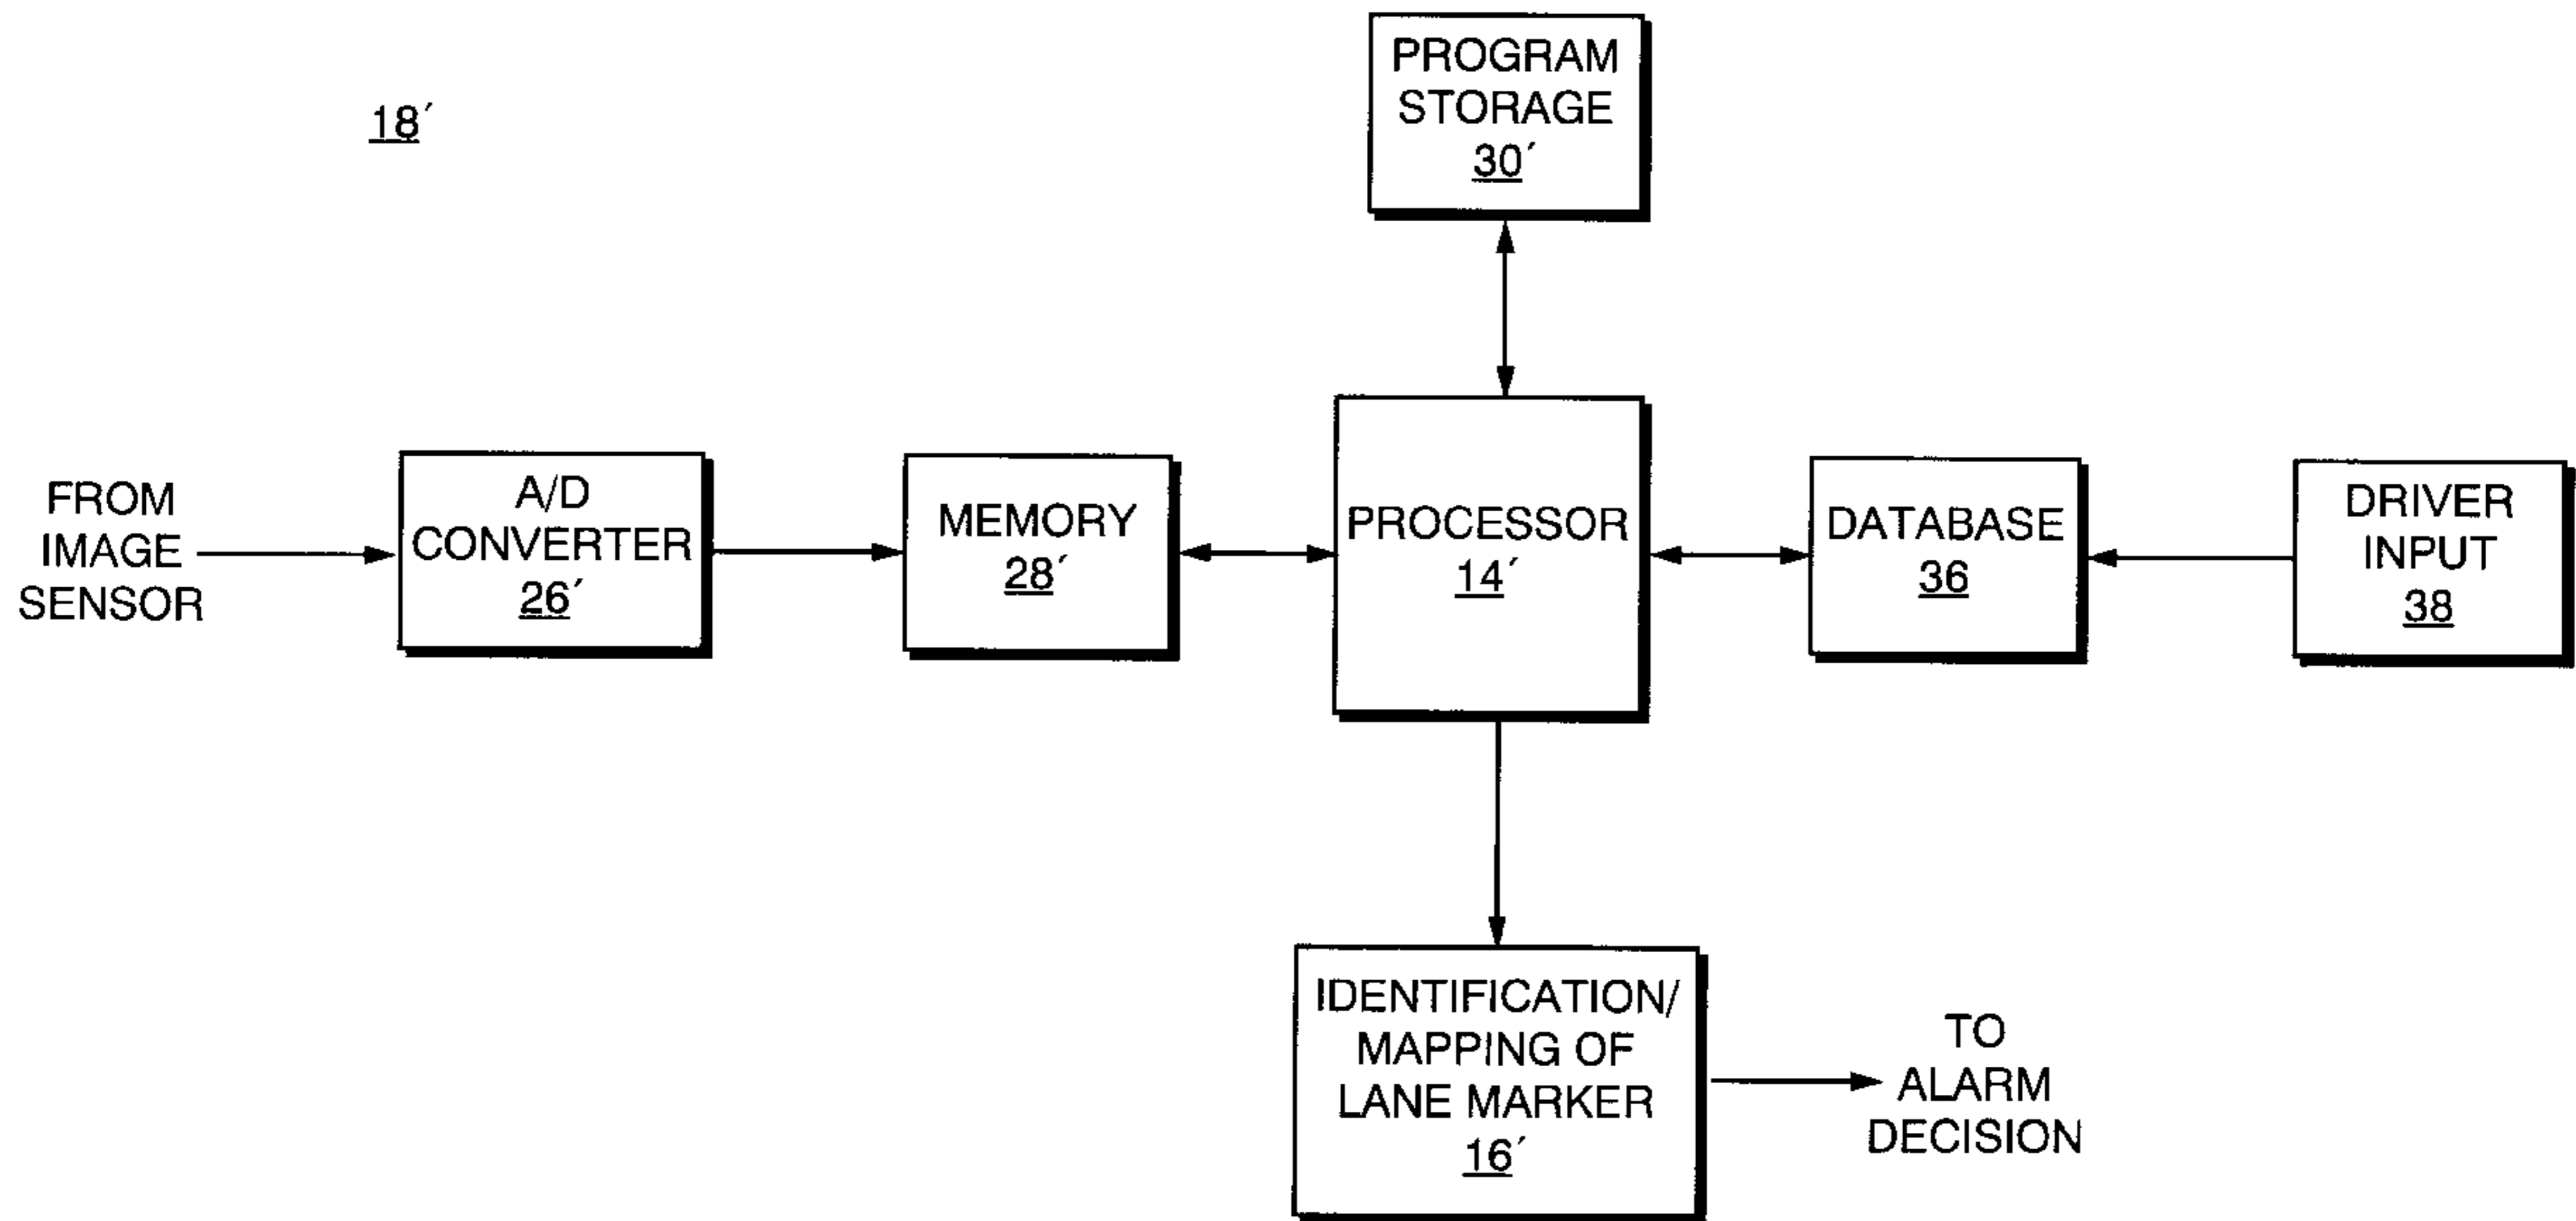 18′
PROGRAM
STORAGE
30′
FROM
IMAGE
SENSOR
A/D
CONVERTER
26′
MEMORY
28′
PROCESSOR
14′
DATABASE
36
DRIVER
INPUT
38
IDENTIFICATION/
MAPPING OF
LANE MARKER
16′
TO
ALARM
DECISION